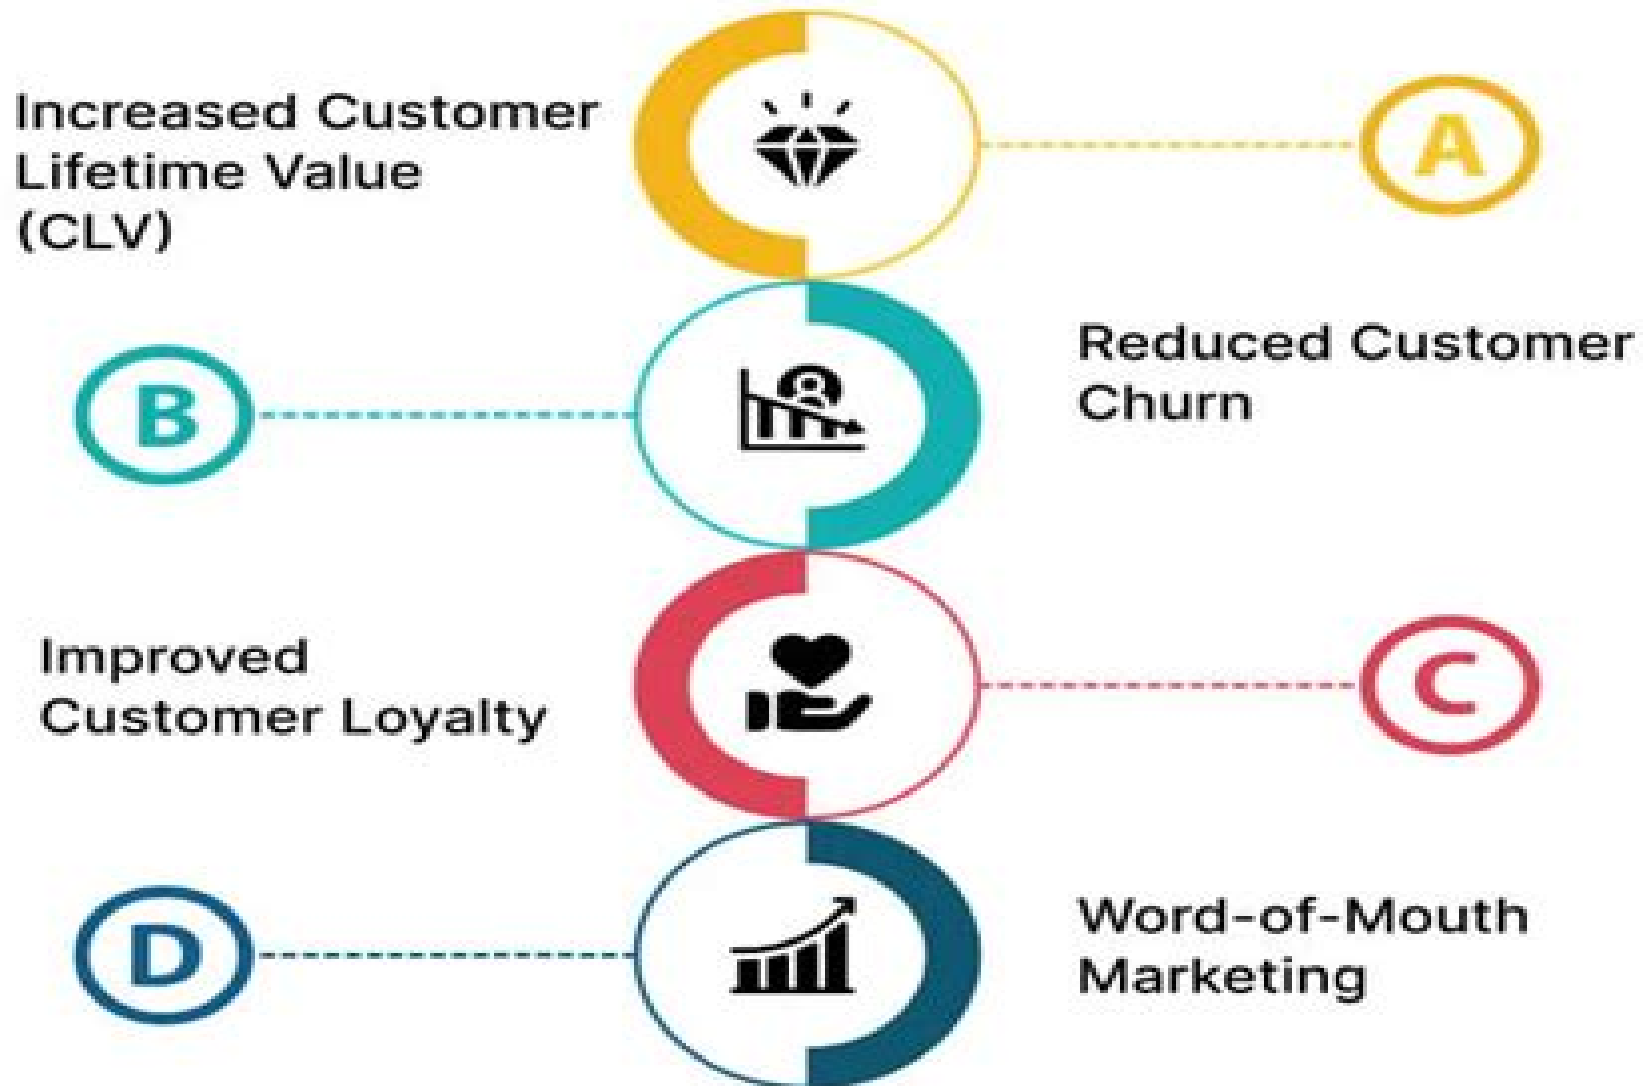 Increased Customer
Lifetime Value
(CLV)
A
B
Reduced Customer
Churn
Improved
Customer Loyalty
C
D
Word-of-Mouth
Marketing